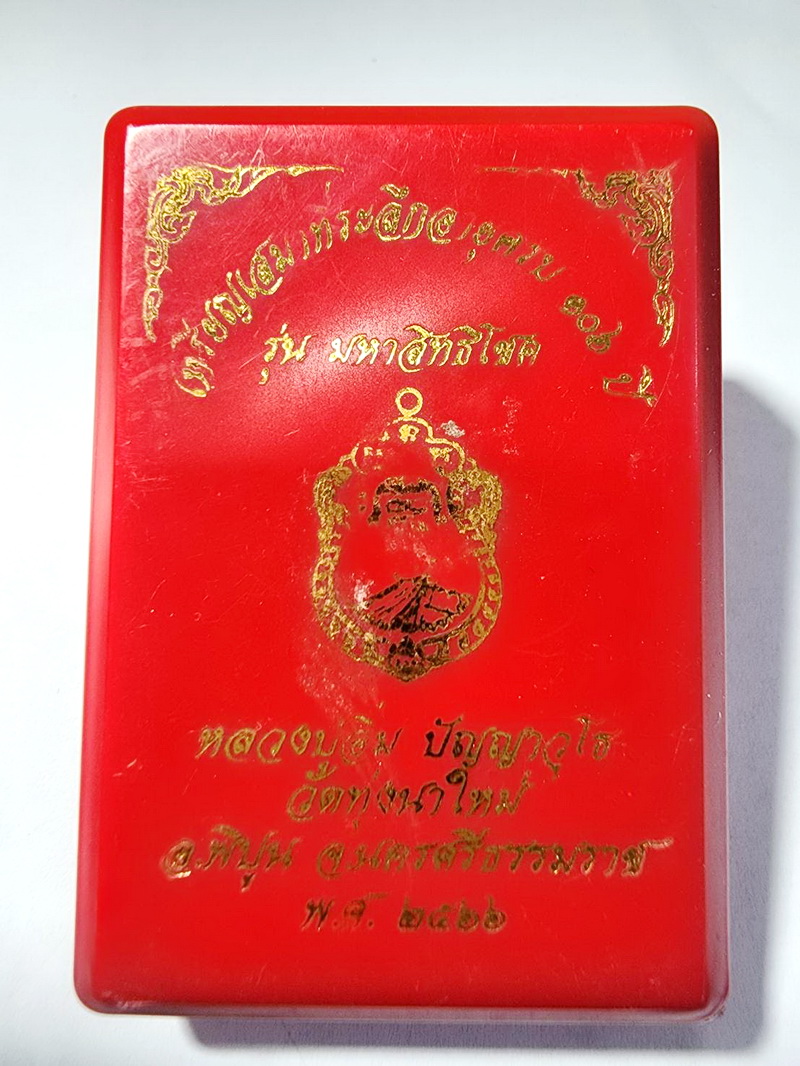 เหรียญเสมาที่ระลึกอายุครบ ๑๐๖ ปี
รุ่น มหาสิทธิโชค
หลวงปู่อิ่ม ปัญญาวุโธ
วัดทุ่งนาใหม่
อ.พิปูน จ.นครศรีธรรมราช
พ.ศ. ๒๕๖๖